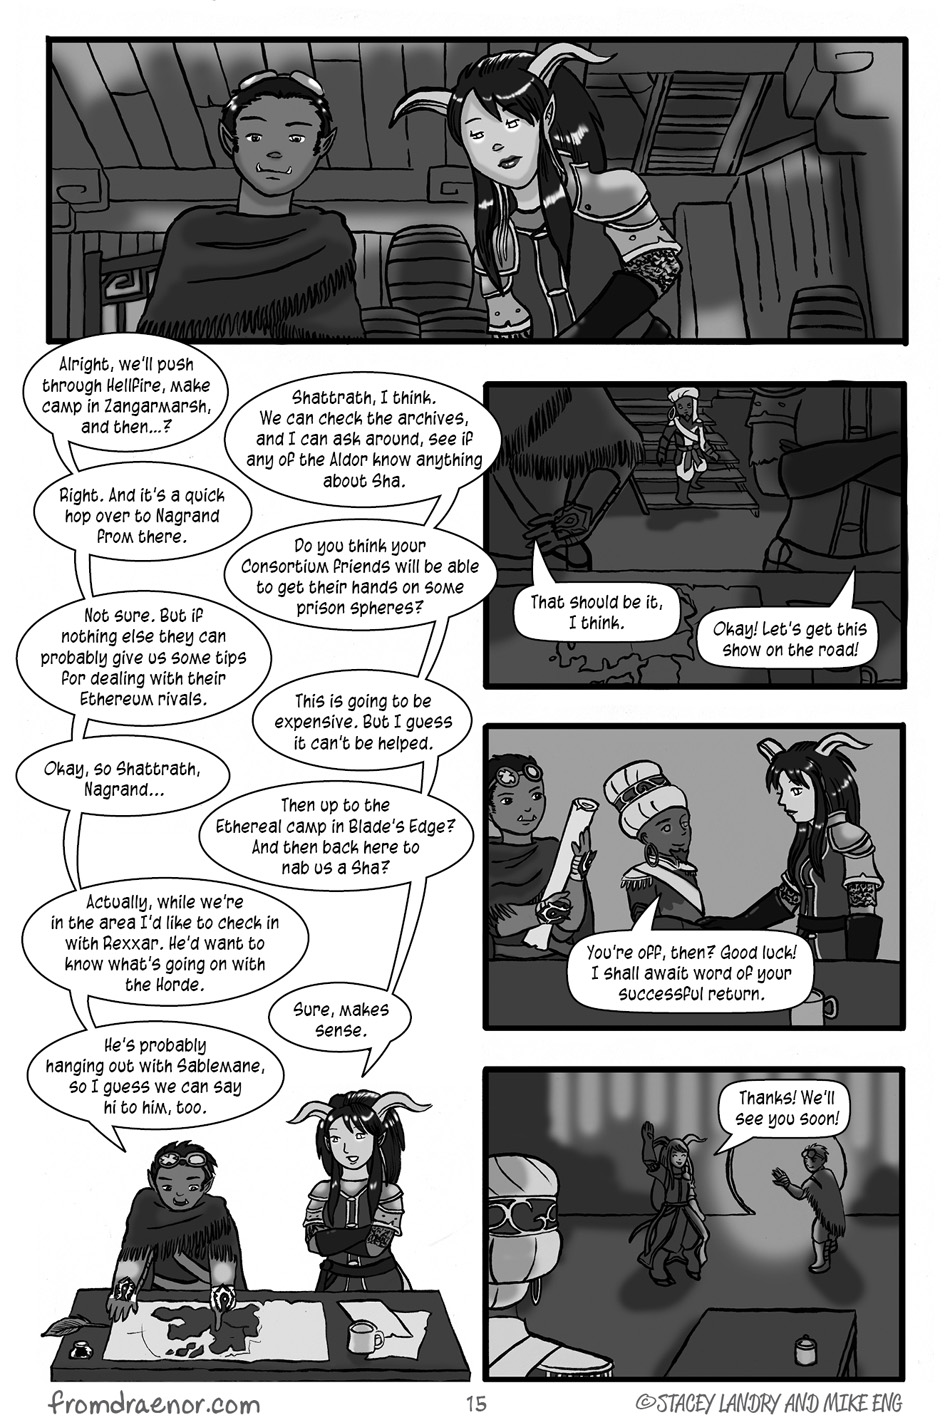 Alright, we'll push
through Hellfire, make
camp in Zangarmarsh,
and then...?
Shattrath, I think.
We can check the archives,
and I can ask around, see if
any of the Aldor know anything
about Sha.
Right. And it's a quick
hop over to Nagrand
from there.
Do you think your
Consortium friends will be able
to get their hands on some
prison spheres?
Not sure. But if
nothing else they can
probably give us some tips
for dealing with their
Ethereum rivals.
This is going to be
expensive. But I guess
it can't be helped.
Okay, so Shattrath,
Nagrand...
Then up to the
Ethereal camp in Blade's Edge?
And then back here to
nab us a Sha?
Actually, while we're
in the area I'd like to check in
with Rexxar. He'd want to
know what's going on with
the Horde.
Sure, makes
sense.
He's probably
hanging out with Sablemane,
so I guess we can say
hi to him, too.
That should be it,
I think.
Okay! Let's get this
show on the road!
You're off, then? Good luck!
I shall await word of your
successful return.
Thanks! We'll
see you soon!
fromdraenor.com
15
©STACEY LANDRY AND MIKE ENG